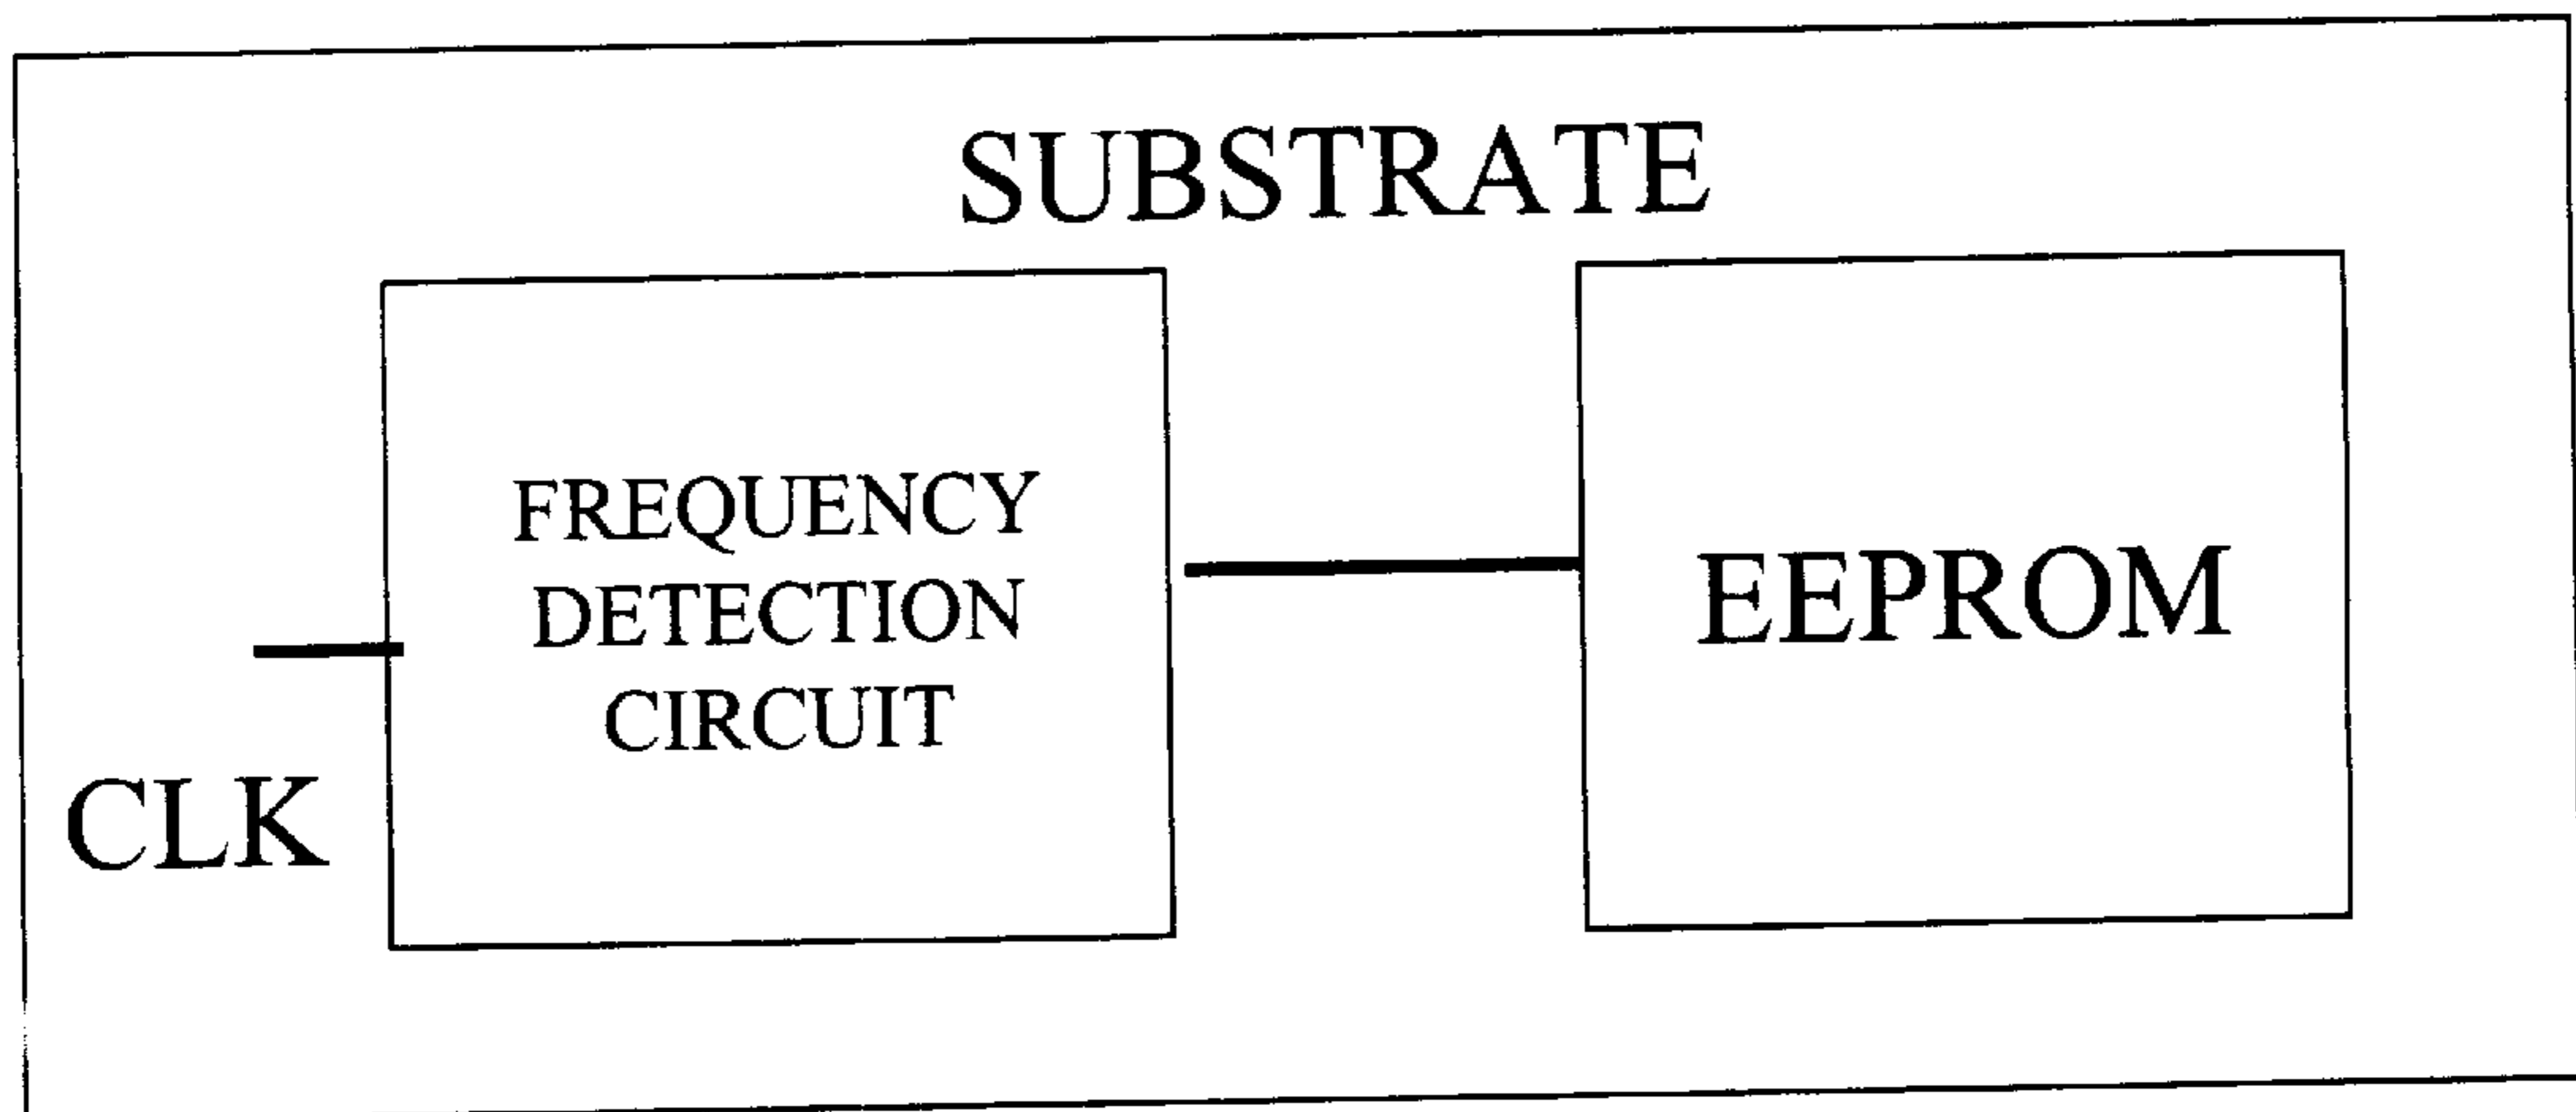 SUBSTRATE
FREQUENCY
DETECTION
CIRCUIT
EEPROM
CLK